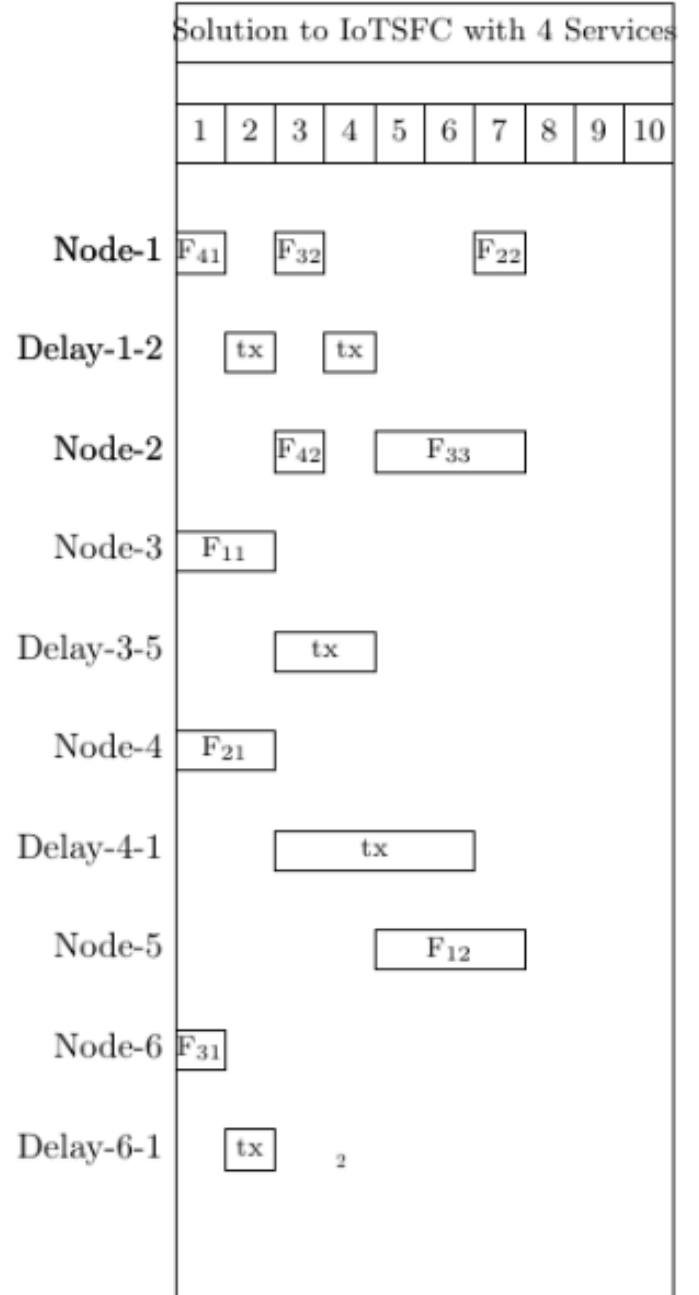 Solution to IoTSFC with 4 Services
1 2 3 4 5 6 7 8 9 10
Node-1 F₄₁ F₃₂ F₂₂
Delay-1-2 tx tx
Node-2 F₄₂ F₃₃
Node-3 F₁₁
Delay-3-5 tx
Node-4 F₂₁
Delay-4-1 tx
Node-5 F₁₂
Node-6 F₃₁
Delay-6-1 tx 2